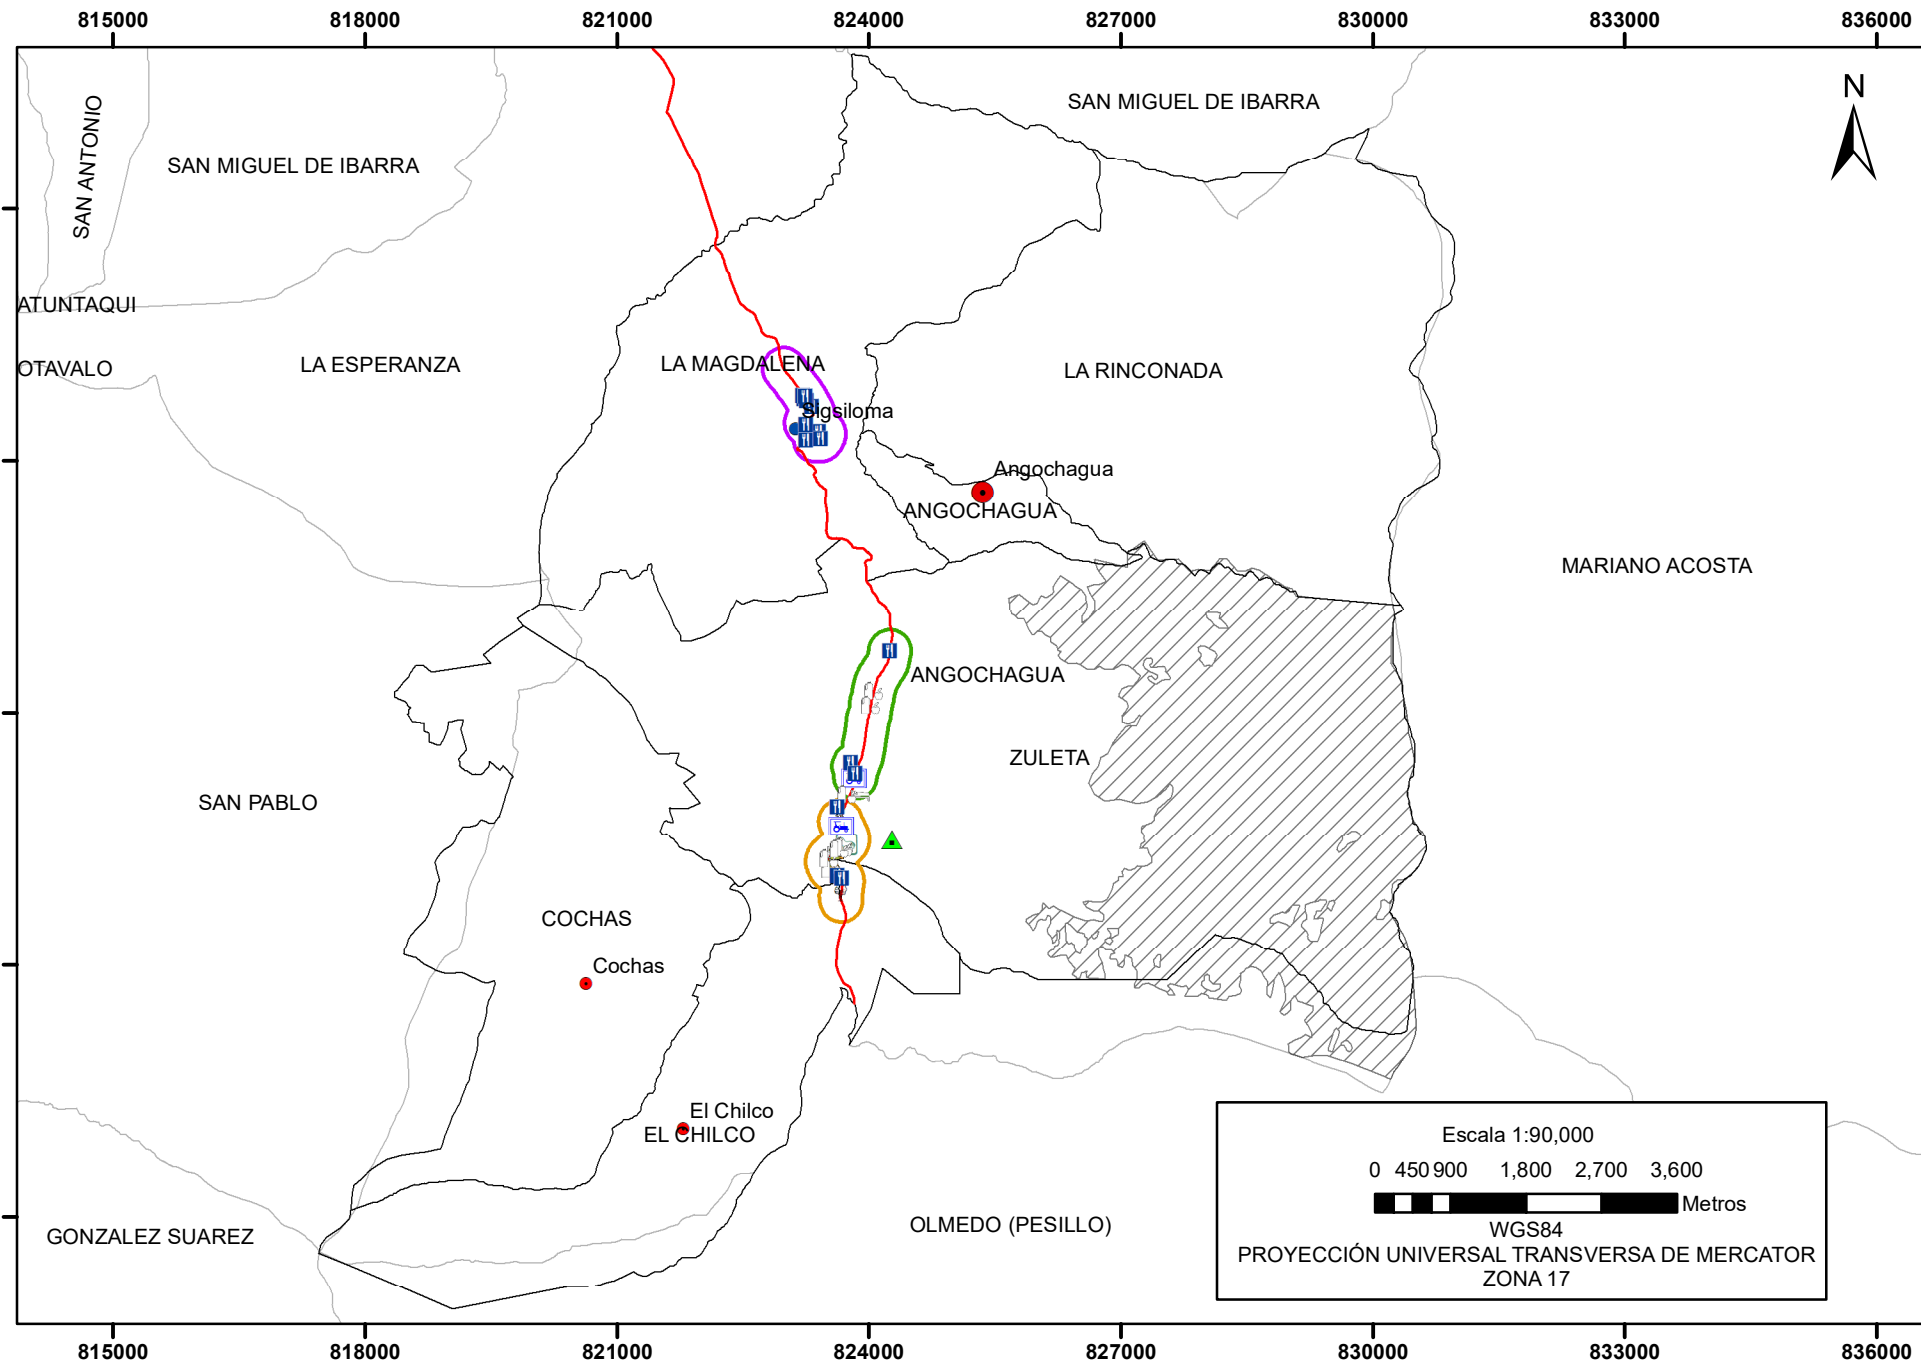 815000 818000 821000 824000 827000 830000 833000 836000
N
SAN MIGUEL DE IBARRA
SAN ANTONIO
SAN MIGUEL DE IBARRA
ATUNTAQUI
OTAVALO
LA ESPERANZA
LA MAGDALENA
LA RINCONADA
Sigsiloma
Angochagua
ANGOCHAGUA
MARIANO ACOSTA
ANGOCHAGUA
ZULETA
SAN PABLO
COCHAS
Cochas
El Chilco
EL CHILCO
GONZALEZ SUAREZ
OLMEDO (PESILLO)
Escala 1:90,000
0 450 900 1,800 2,700 3,600
Metros
WGS84
PROYECCIÓN UNIVERSAL TRANSVERSA DE MERCATOR
ZONA 17
815000 818000 821000 824000 827000 830000 833000 836000